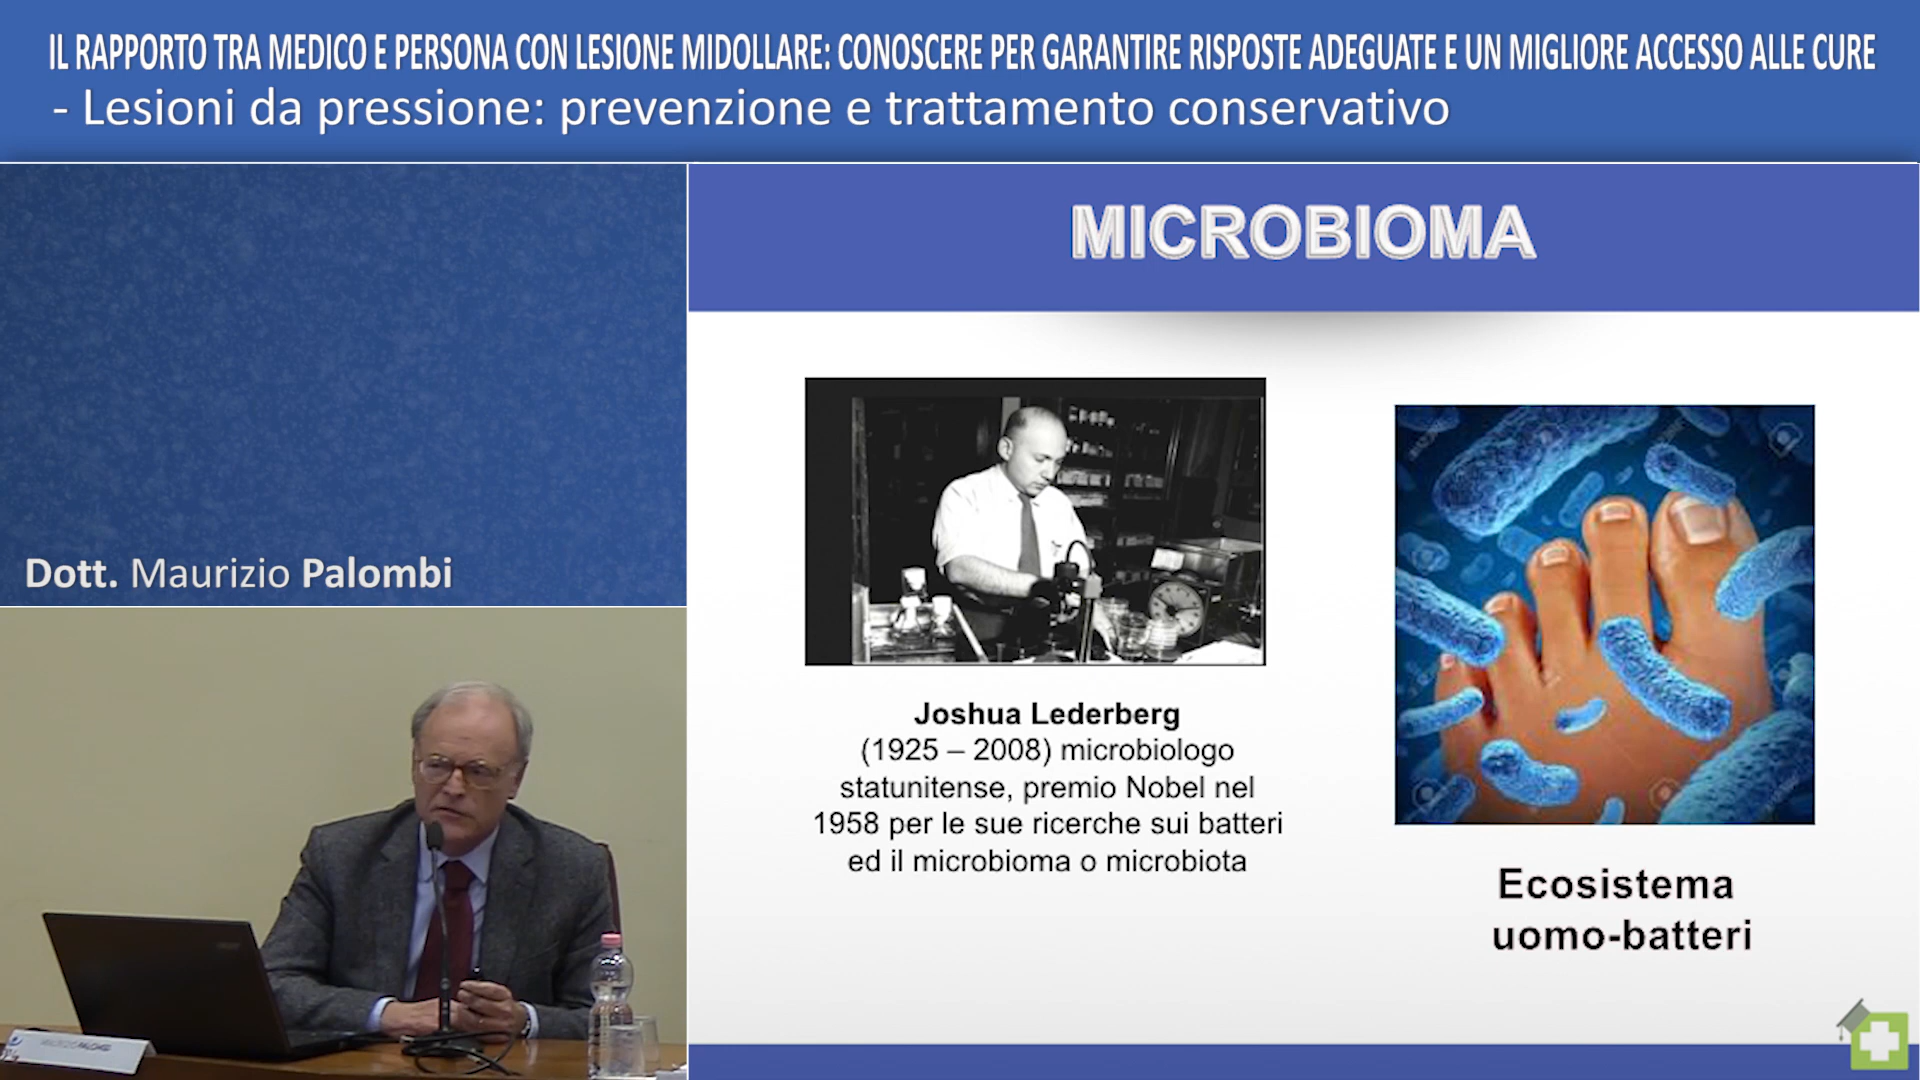 IL RAPPORTO TRA MEDICO E PERSONA CON LESIONE MIDOLLARE: CONOSCERE PER GARANTIRE RISPOSTE ADEGUATE E UN MIGLIORE ACCESSO ALLE CURE
- Lesioni da pressione: prevenzione e trattamento conservativo
MICROBIOMA
Dott. Maurizio Palombi
Joshua Lederberg
(1925 – 2008) microbiologo
statunitense, premio Nobel nel
1958 per le sue ricerche sui batteri
ed il microbioma o microbiota
Ecosistema
uomo-batteri
MAURIZIO PALOMBI